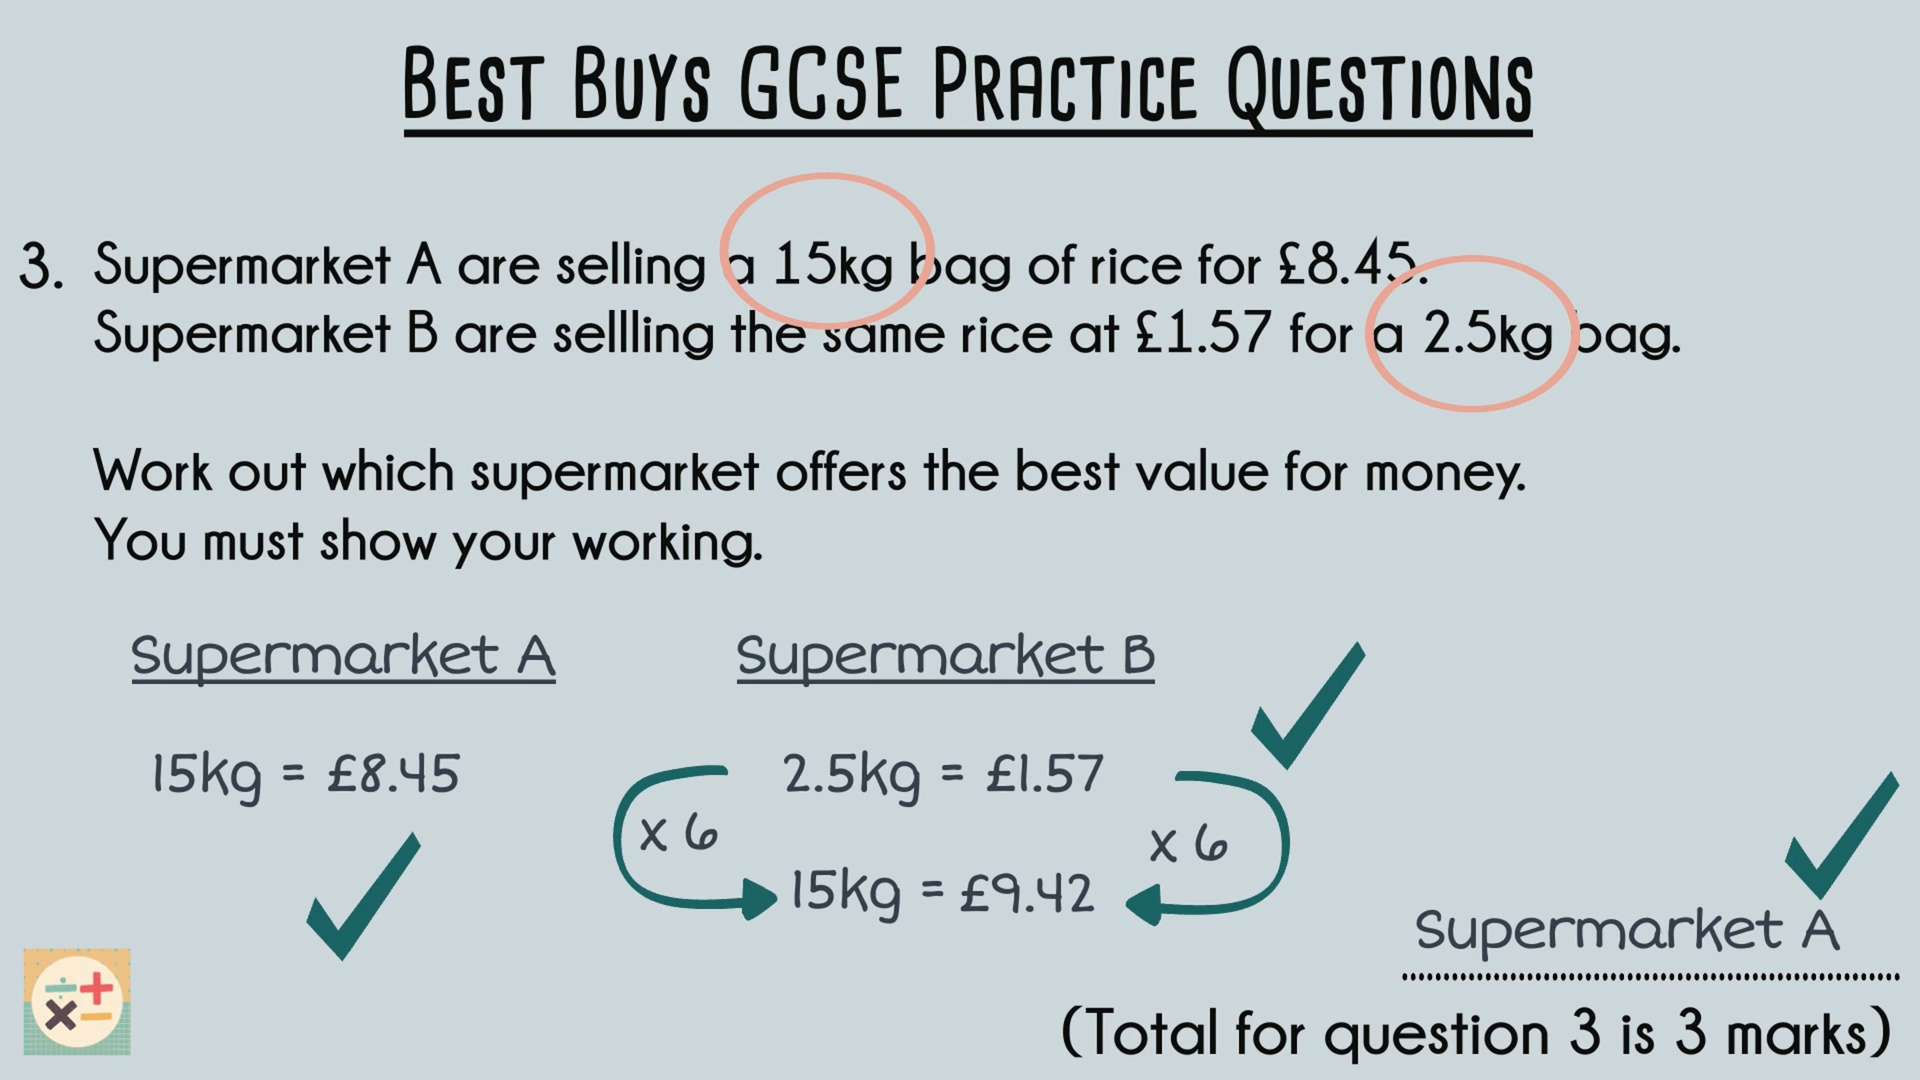 Best Buys GCSE Practice Questions
3. Supermarket A are selling a 15kg bag of rice for £8.45.
Supermarket B are sellling the same rice at £1.57 for a 2.5kg bag.
Work out which supermarket offers the best value for money.
You must show your working.
Supermarket A
Supermarket B
15kg = £8.45
2.5kg = £1.57
x 6
x 6
15kg = £9.42
Supermarket A
(Total for question 3 is 3 marks)